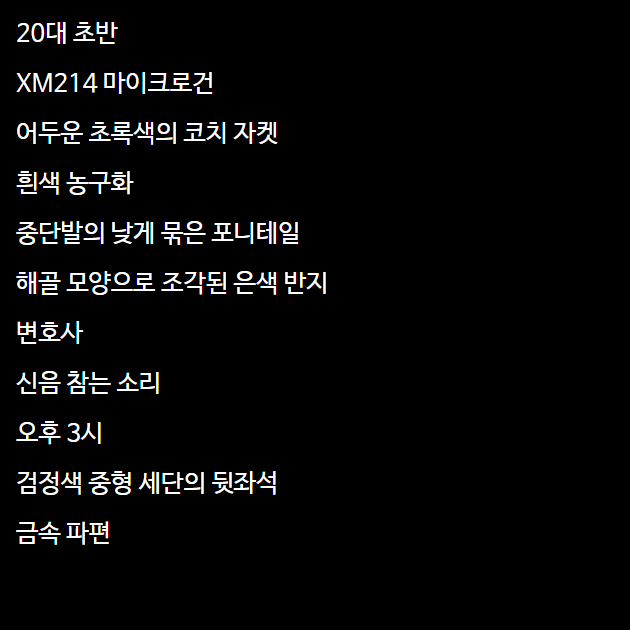 20대 초반
XM214 마이크로건
어두운 초록색의 코치 자켓
흰색 농구화
중단발의 낮게 묶은 포니테일
해골 모양으로 조각된 은색 반지
변호사
신음 참는 소리
오후 3시
검정색 중형 세단의 뒷좌석
금속 파편